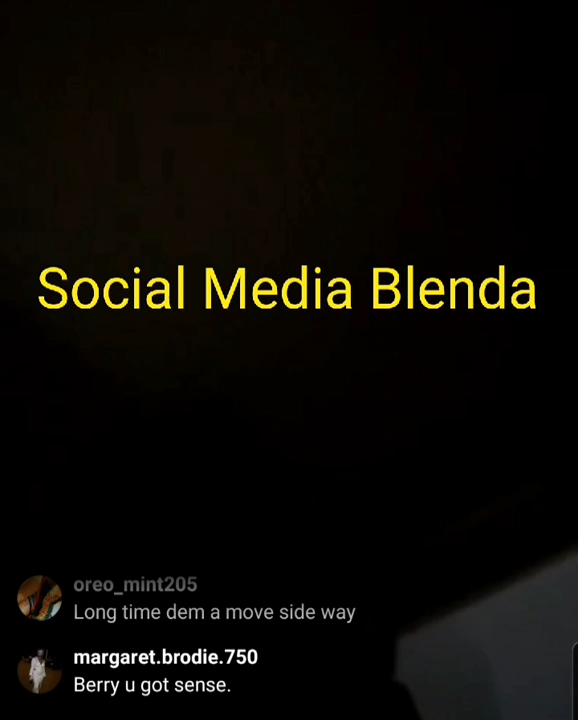 Social Media Blenda
oreo_mint205
Long time dem a move side way
margaret.brodie.750
Berry u got sense.